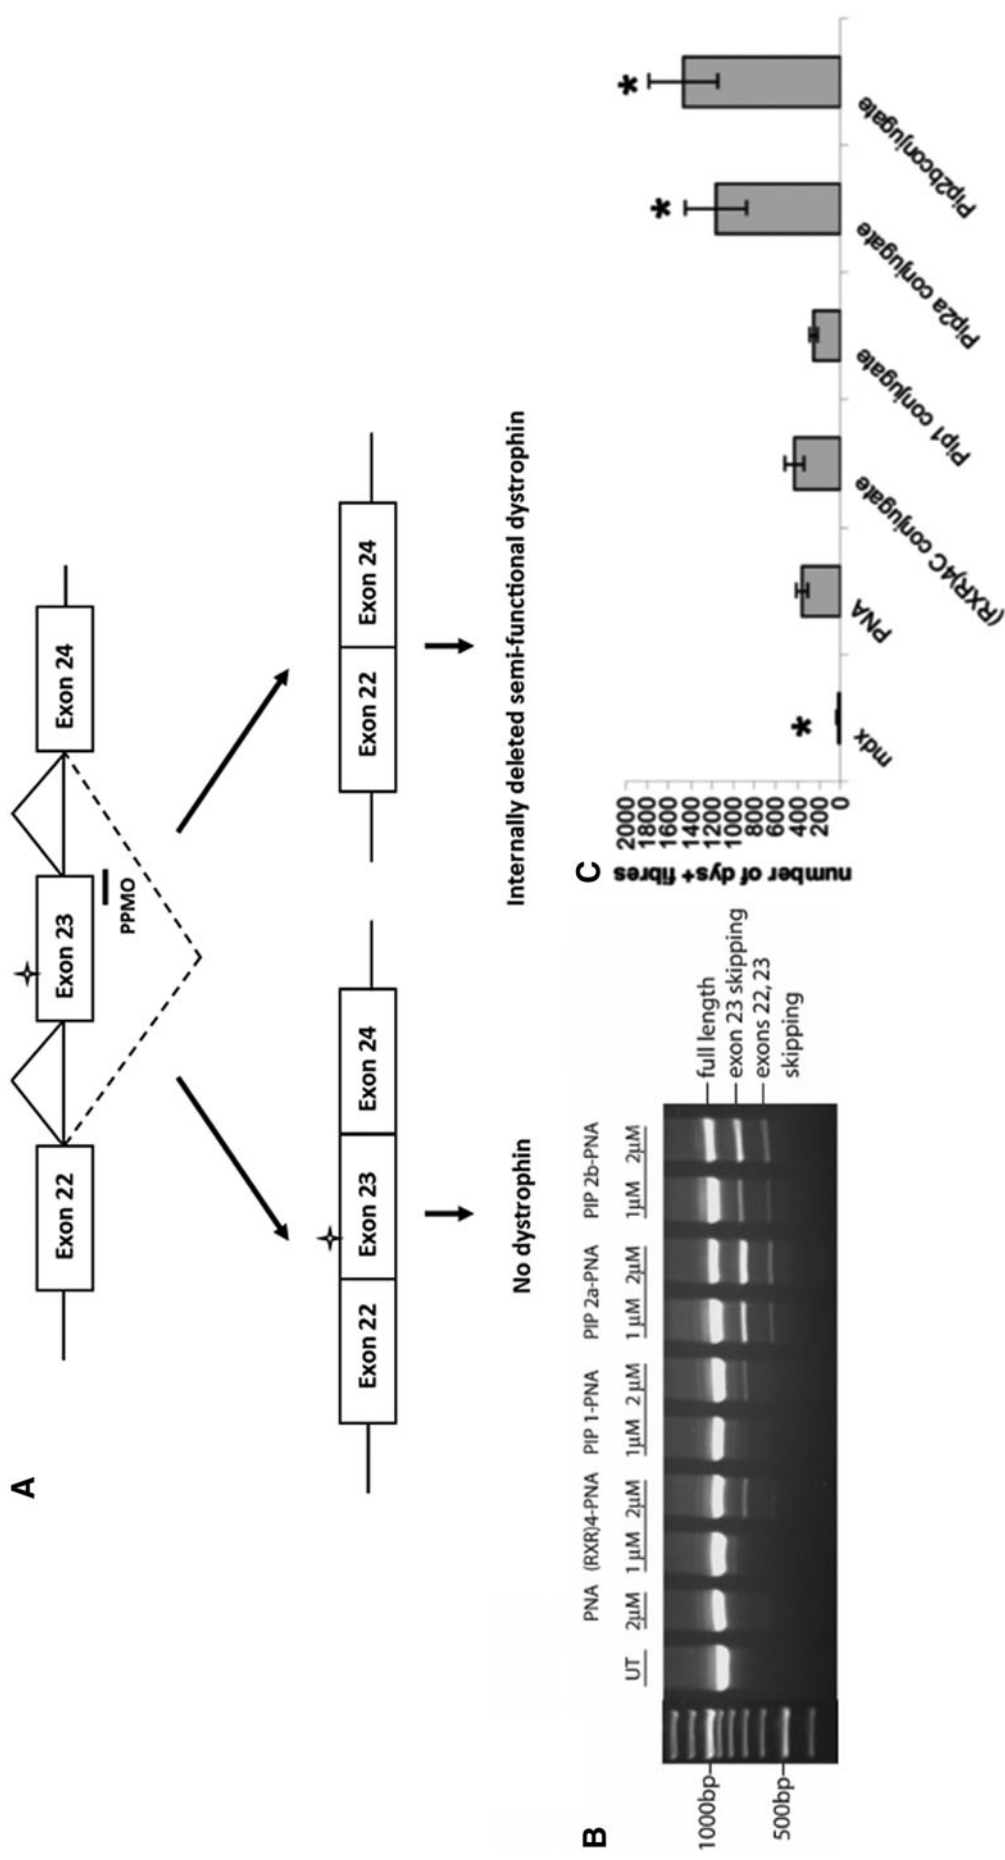 A
Exon 22
Exon 23
Exon 24
PPMO
Exon 22
Exon 23
Exon 24
Exon 22
Exon 24
No dystrophin
Internally deleted semi-functional dystrophin
B
UT
PNA
(RXR)4-PNA
PIP 1-PNA
PIP 2a-PNA
PIP 2b-PNA
2µM
1 µM
2µM
1µM
2 µM
1 µM
2µM
1µM
2µM
1000bp
500bp
full length
exon 23 skipping
exons 22, 23
skipping
C
number of dys+ fibres
2000
1800
1600
1400
1200
1000
800
600
400
200
0
*
*
*
mdx
PNA
(RXR)4C conjugate
Pip1 conjugate
Pip2a conjugate
Pip2bconjugate